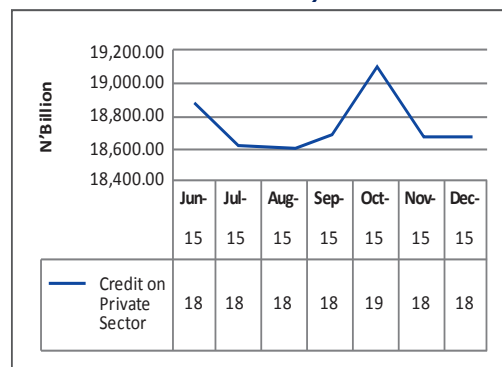 N'Billion
19,200.00
19,000.00
18,800.00
18,600.00
18,400.00
Jun- Jul- Aug- Sep- Oct- Nov- Dec-
15 15 15 15 15 15 15
Credit on Private Sector 18 18 18 18 19 18 18